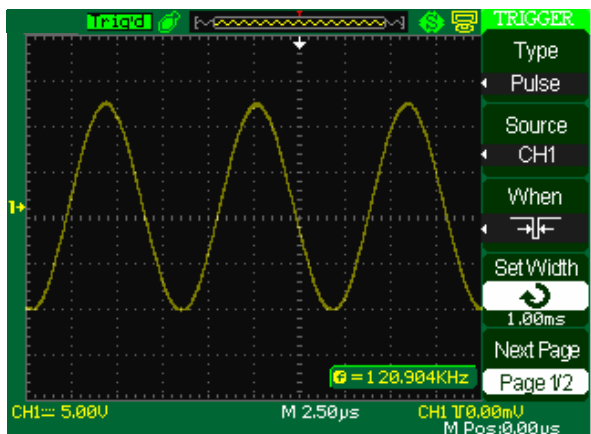 Trig'd
TRIGGER
Type
Pulse
Source
CH1
When
Set Width
1.00ms
Next Page
Page 1/2
1
=120.904KHz
CH1 5.00V
M 2.50µs
CH1 0.00mV
M Pos:0.00µs